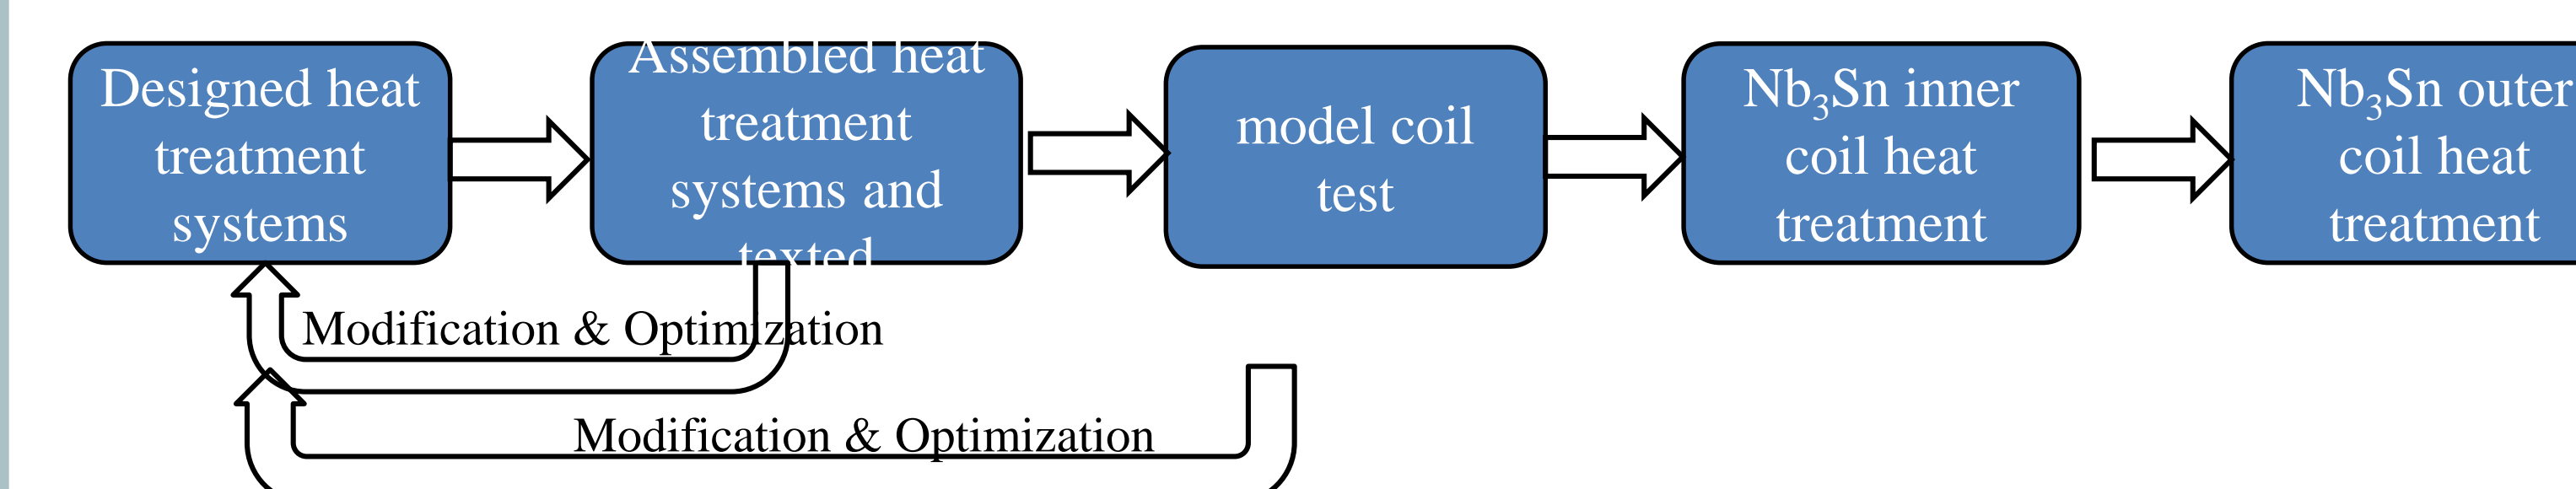 Designed heat
treatment
systems
Assembled heat
treatment
systems and
texted
model coil
test
Nb₃Sn inner
coil heat
treatment
Nb₃Sn outer
coil heat
treatment
Modification & Optimization
Modification & Optimization